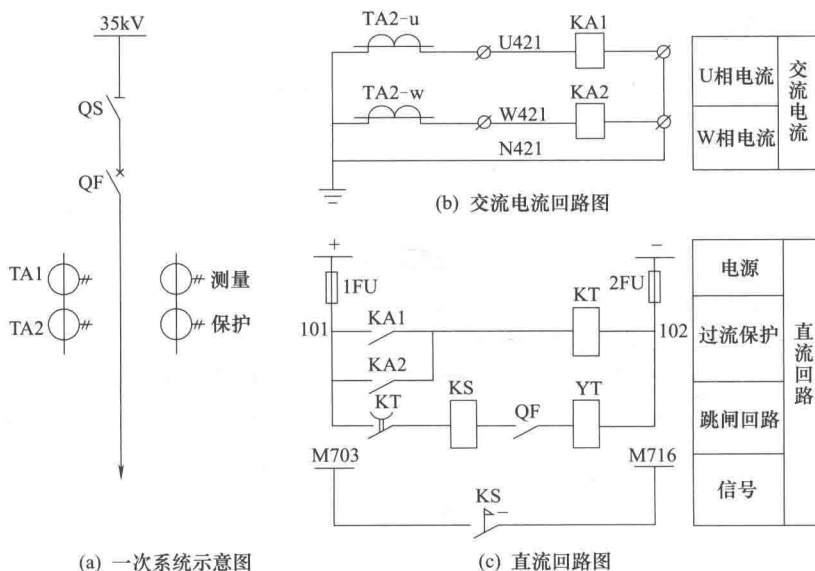 35kV
QS
QF
TA1
TA2
测量
保护
(a) 一次系统示意图
TA2-u
U421
KA1
TA2-w
W421
KA2
N421
U相电流
W相电流
交流电流
(b) 交流电流回路图
+
−
1FU
2FU
KT
101
KA1
102
KA2
KT
KS
QF
YT
M703
M716
KS
电源
过流保护
跳闸回路
信号
直流回路
(c) 直流回路图